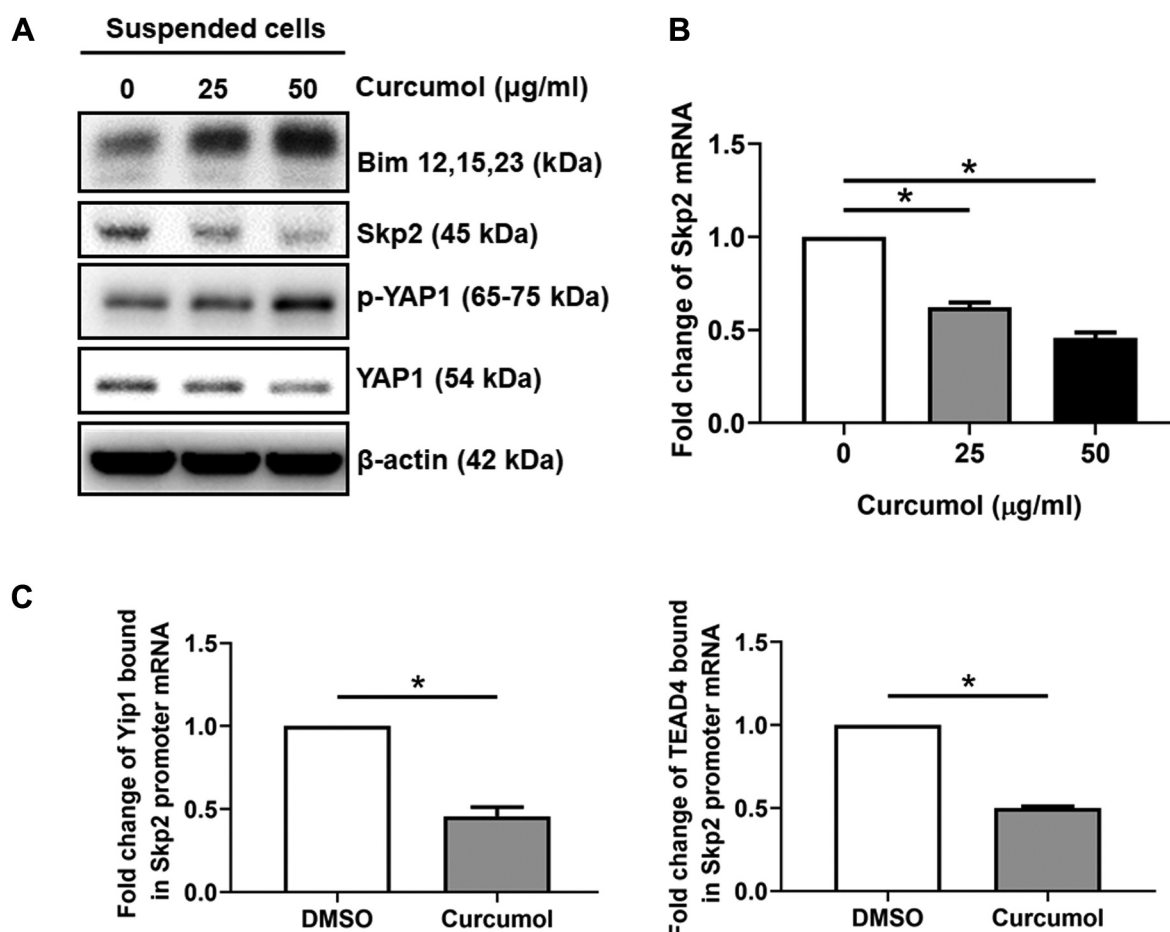 A
Suspended cells
0 25 50 Curcumol (µg/ml)
Bim 12,15,23 (kDa)
Skp2 (45 kDa)
p-YAP1 (65-75 kDa)
YAP1 (54 kDa)
β-actin (42 kDa)
B
Fold change of Skp2 mRNA
1.5
1.0
0.5
0.0
*
*
0 25 50
Curcumol (µg/ml)
C
Fold change of Yip1 bound
in Skp2 promoter mRNA
1.5
1.0
0.5
0.0
*
DMSO Curcumol
Fold change of TEAD4 bound
in Skp2 promoter mRNA
1.5
1.0
0.5
0.0
*
DMSO Curcumol